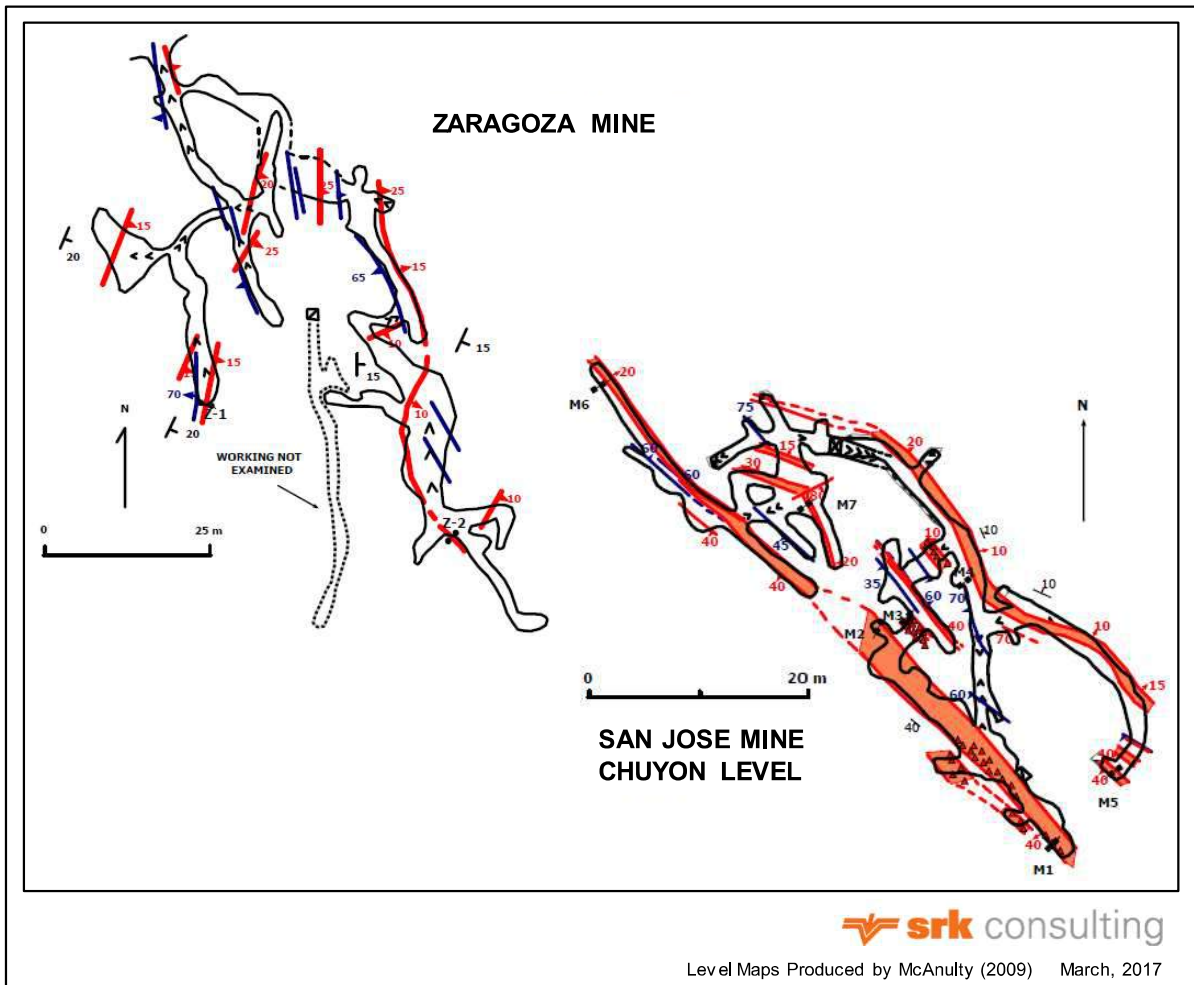 ZARAGOZA MINE
20
25
25
15
20
25
65
15
10
15
15
15
70
Z-1
20
10
N
WORKING NOT
EXAMINED
0 25 m
10
Z-2
M6
20
75
15
30
20
N
60
60
80
M7
40
45
20
10
10
10
35
60
M4
70
10
M3
40
M2
70
10
40
15
60
0 20 m
SAN JOSE MINE
CHUYON LEVEL
40
40
40
M5
40
M1
srk consulting
Level Maps Produced by McAnulty (2009) March, 2017